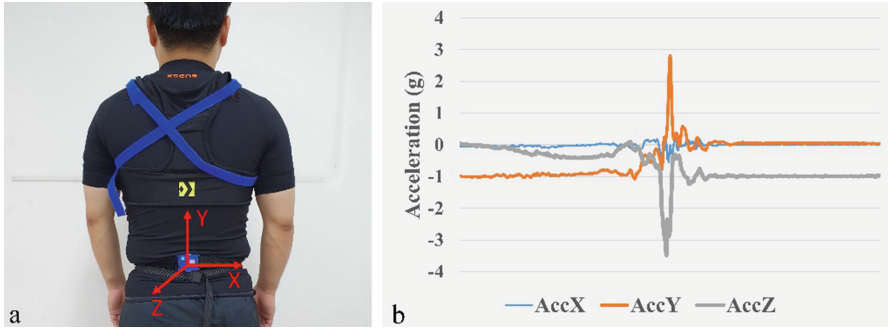 xsens
Y
X
Z
a
4
3
2
1
0
-1
-2
-3
-4
Acceleration (g)
AccX AccY AccZ
b